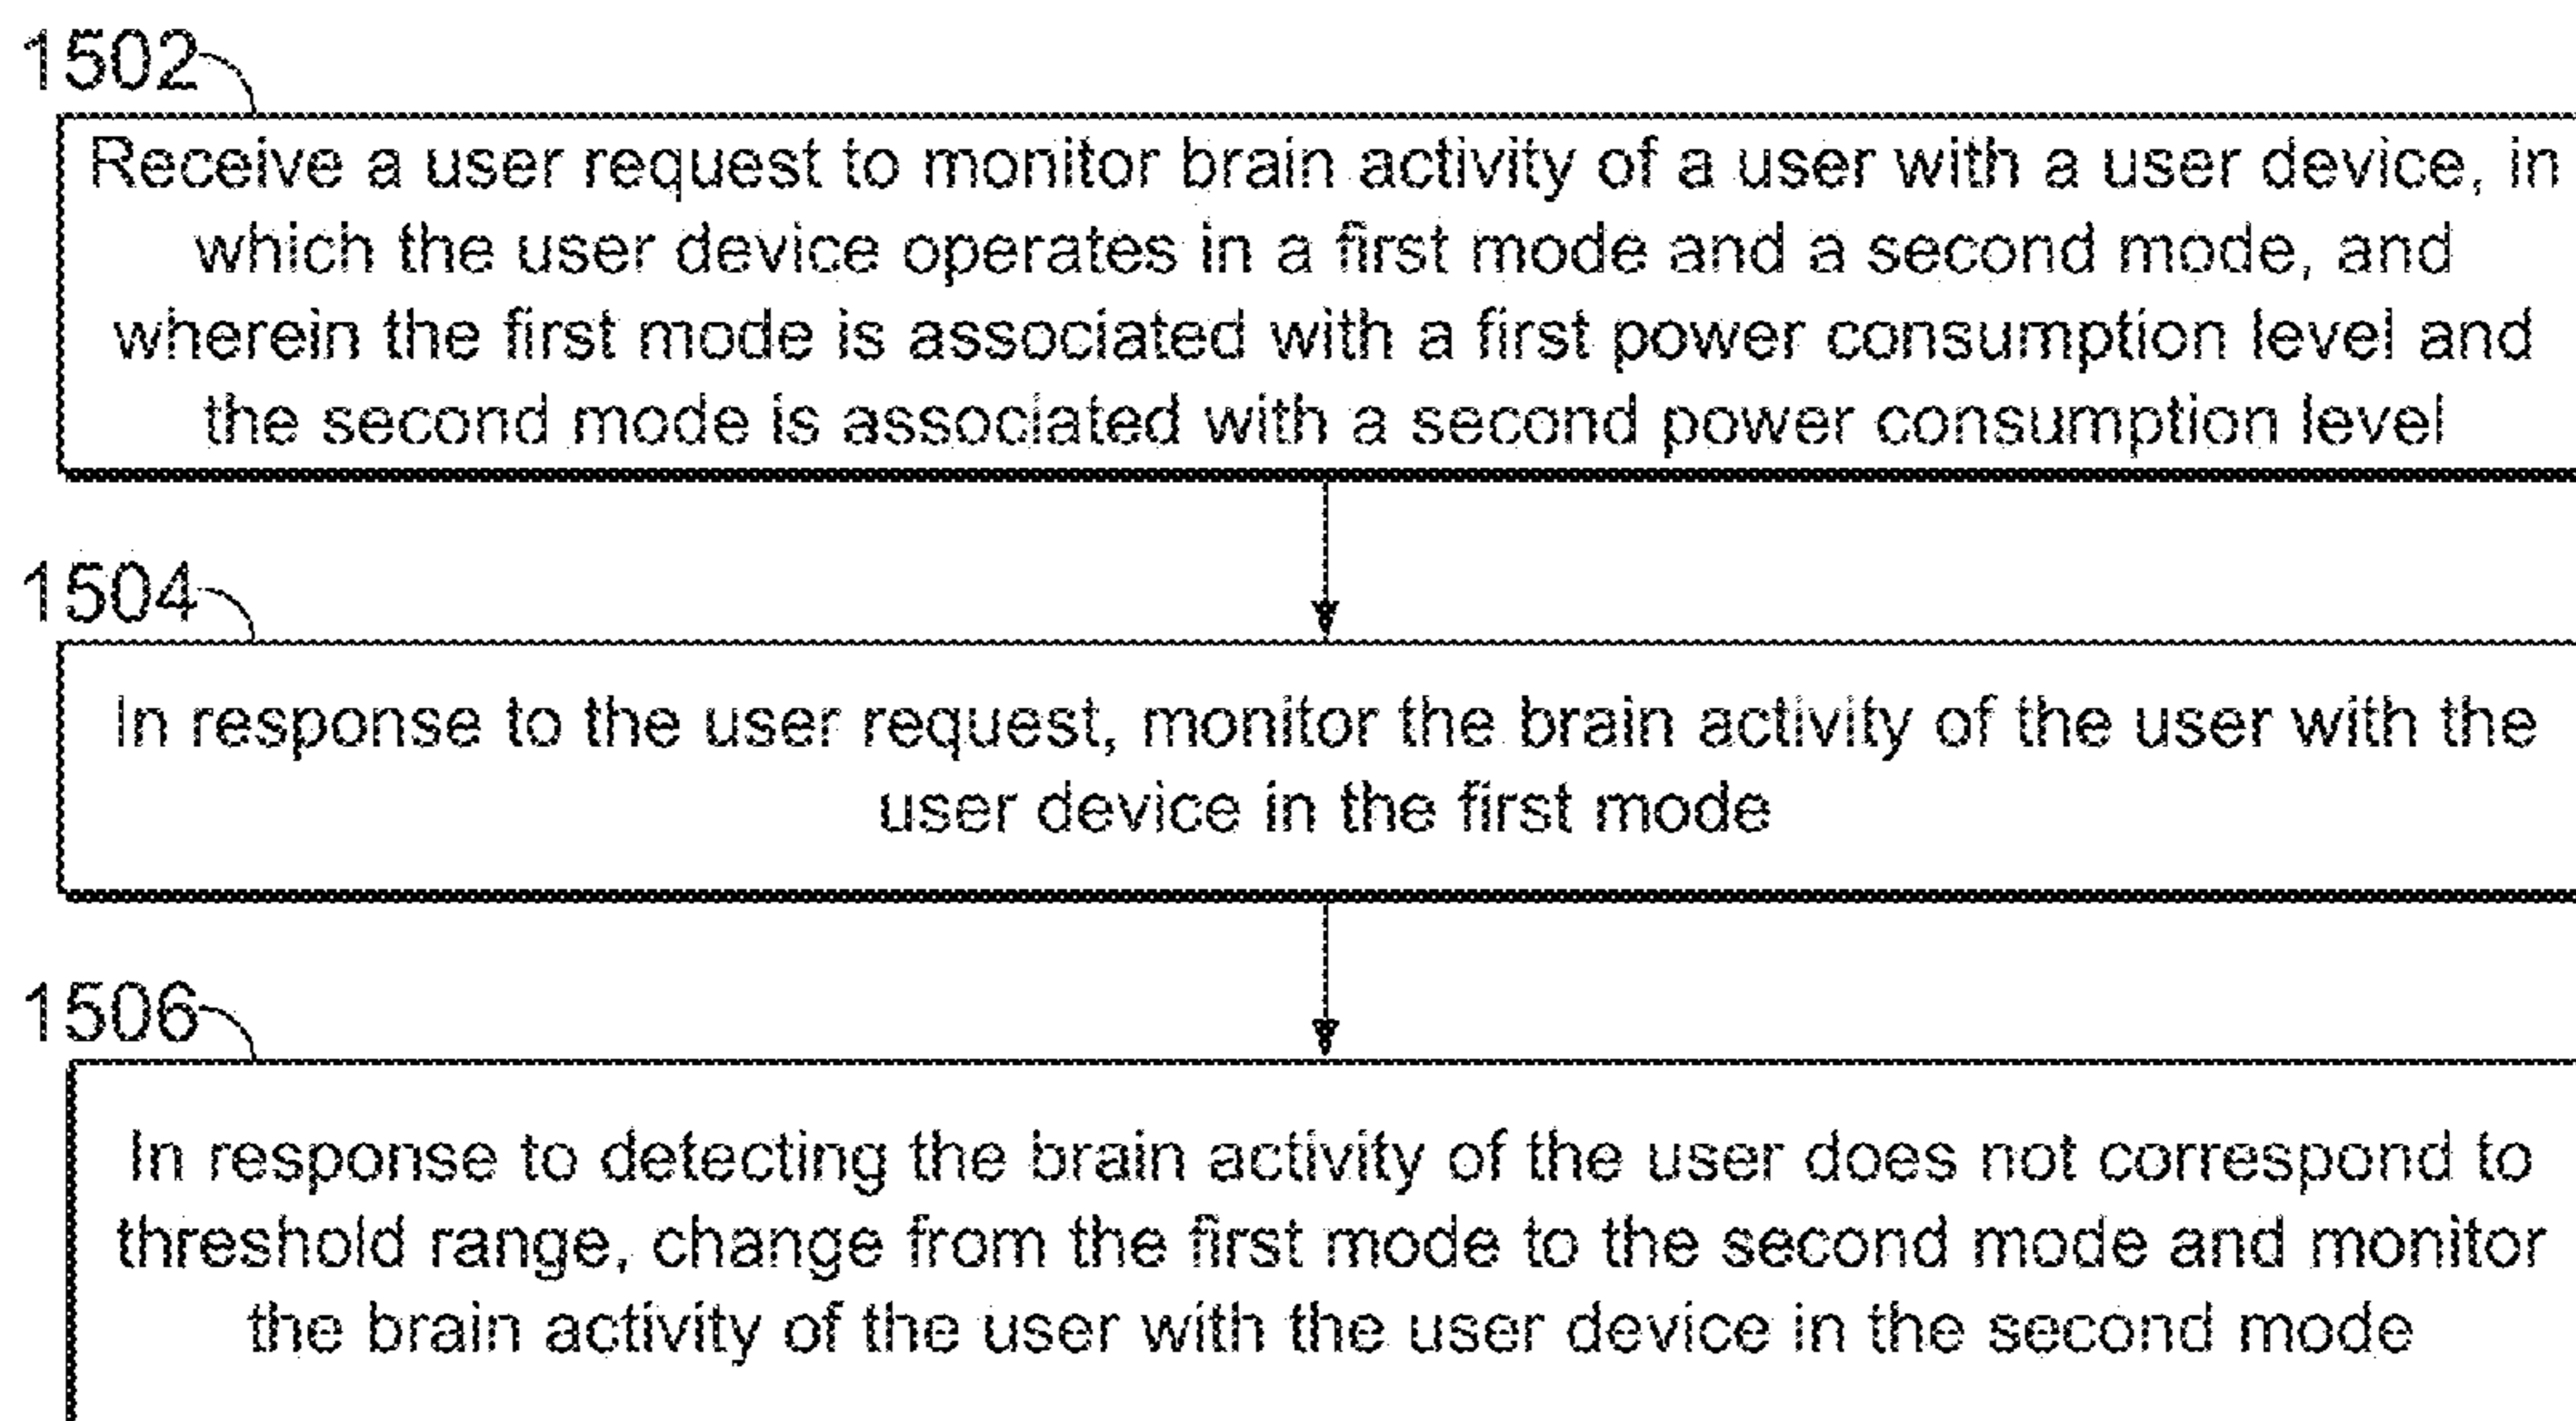 1502
Receive a user request to monitor brain activity of a user with a user device, in
which the user device operates in a first mode and a second mode, and
wherein the first mode is associated with a first power consumption level and
the second mode is associated with a second power consumption level
1504
In response to the user request, monitor the brain activity of the user with the
user device in the first mode
1506
In response to detecting the brain activity of the user does not correspond to
threshold range, change from the first mode to the second mode and monitor
the brain activity of the user with the user device in the second mode